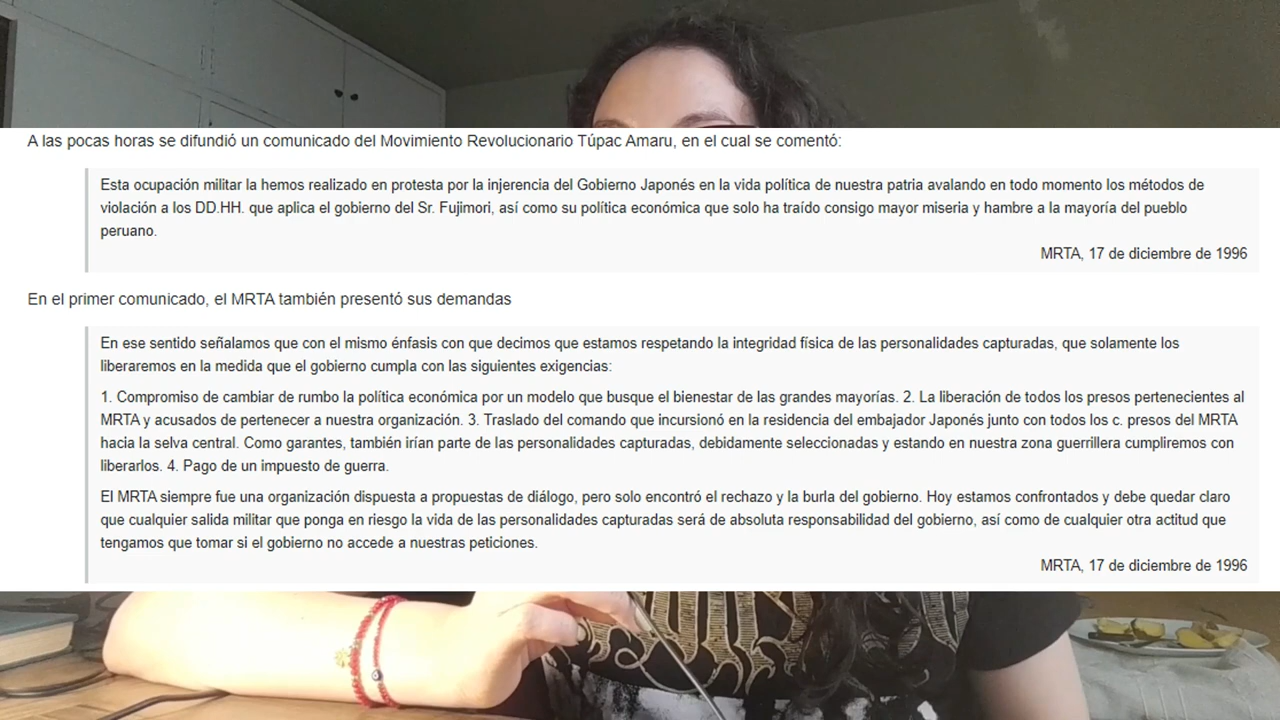 A las pocas horas se difundió un comunicado del Movimiento Revolucionario Túpac Amaru, en el cual se comentó:
Esta ocupación militar la hemos realizado en protesta por la injerencia del Gobierno Japonés en la vida política de nuestra patria avalando en todo momento los métodos de
violación a los DD.HH. que aplica el gobierno del Sr. Fujimori, así como su política económica que solo ha traído consigo mayor miseria y hambre a la mayoría del pueblo
peruano.
MRTA, 17 de diciembre de 1996
En el primer comunicado, el MRTA también presentó sus demandas
En ese sentido señalamos que con el mismo énfasis con que decimos que estamos respetando la integridad física de las personalidades capturadas, que solamente los
liberaremos en la medida que el gobierno cumpla con las siguientes exigencias:
1. Compromiso de cambiar de rumbo la política económica por un modelo que busque el bienestar de las grandes mayorías. 2. La liberación de todos los presos pertenecientes al
MRTA y acusados de pertenecer a nuestra organización. 3. Traslado del comando que incursionó en la residencia del embajador Japonés junto con todos los c. presos del MRTA
hacia la selva central. Como garantes, también irían parte de las personalidades capturadas, debidamente seleccionadas y estando en nuestra zona guerrillera cumpliremos con
liberarlos. 4. Pago de un impuesto de guerra.
El MRTA siempre fue una organización dispuesta a propuestas de diálogo, pero solo encontró el rechazo y la burla del gobierno. Hoy estamos confrontados y debe quedar claro
que cualquier salida militar que ponga en riesgo la vida de las personalidades capturadas será de absoluta responsabilidad del gobierno, así como de cualquier otra actitud que
tengamos que tomar si el gobierno no accede a nuestras peticiones.
MRTA, 17 de diciembre de 1996